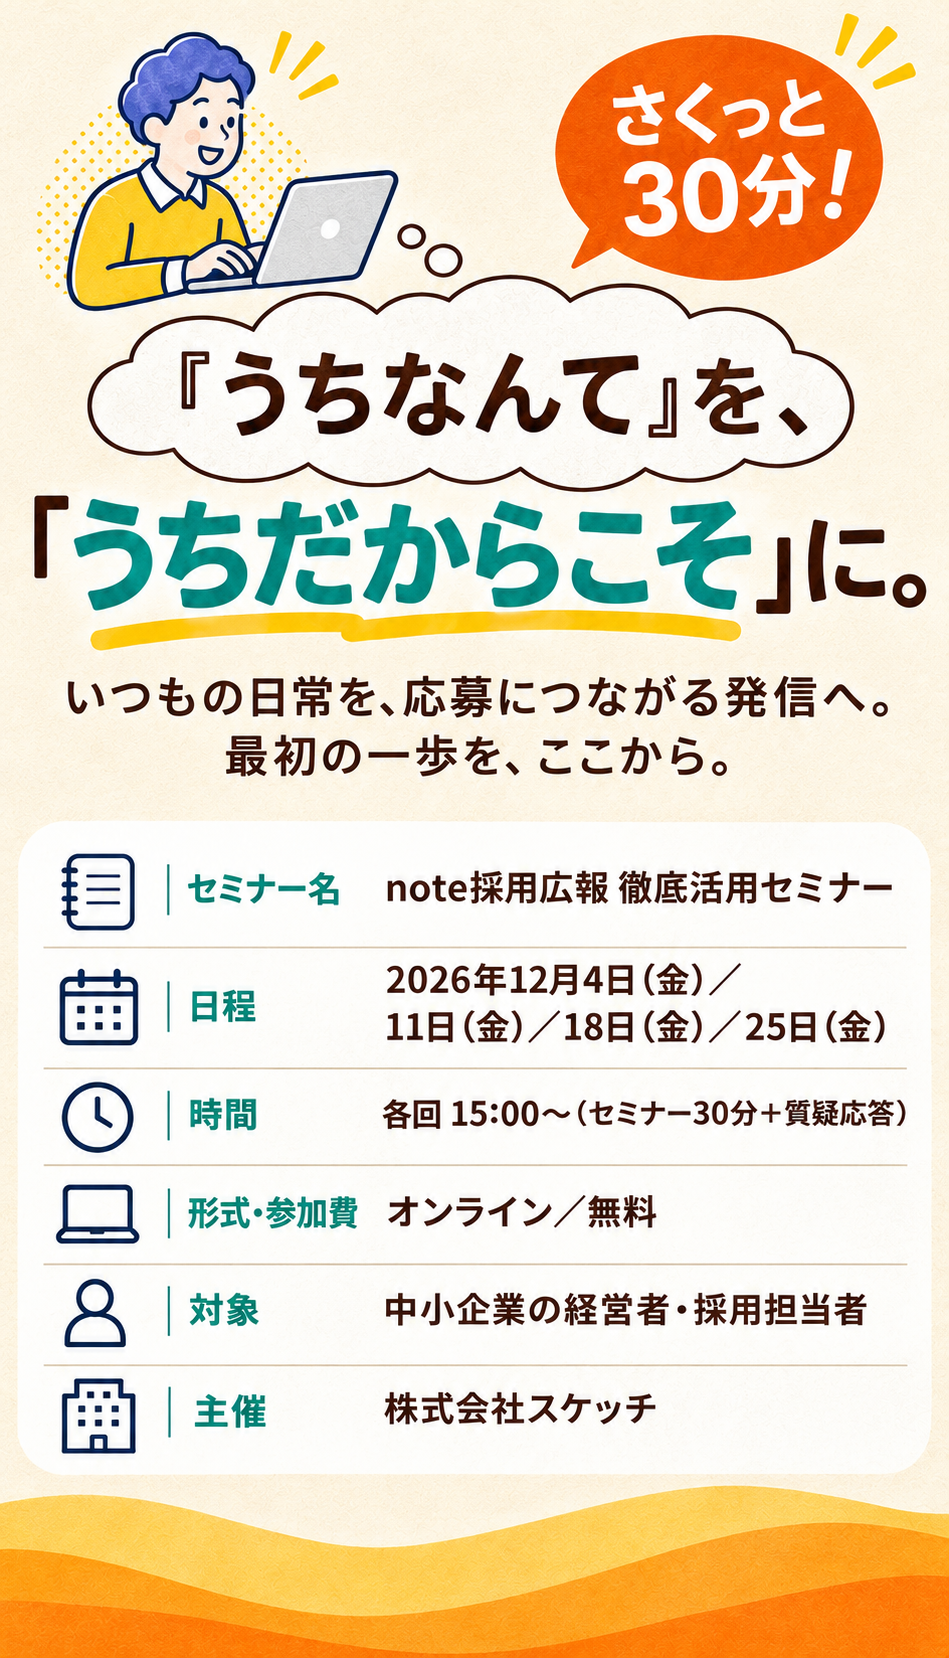 さくっと
30分!
『うちなんて』を、
「うちだからこそ」に。
いつもの日常を、応募につながる発信へ。
最初の一歩を、ここから。
セミナー名 note採用広報 徹底活用セミナー
日程 2026年12月4日(金)／
11日(金)／18日(金)／25日(金)
時間 各回 15:00〜(セミナー30分＋質疑応答)
形式・参加費 オンライン／無料
対象 中小企業の経営者・採用担当者
主催 株式会社スケッチ